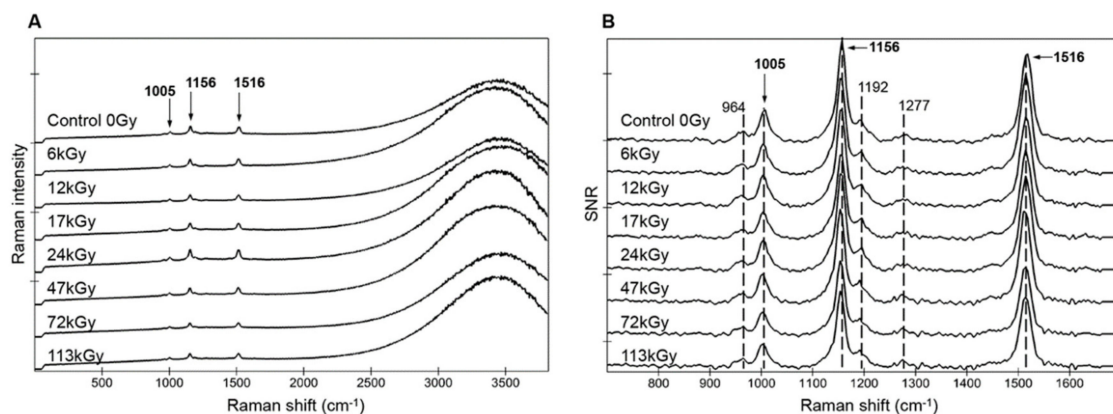 A
Raman intensity
1005
1156
1516
Control 0Gy
6kGy
12kGy
17kGy
24kGy
47kGy
72kGy
113kGy
500
1000
1500
2000
2500
3000
3500
Raman shift (cm⁻¹)
B
SNR
964
1005
1156
1192
1277
1516
Control 0Gy
6kGy
12kGy
17kGy
24kGy
47kGy
72kGy
113kGy
800
900
1000
1100
1200
1300
1400
1500
1600
Raman shift (cm⁻¹)